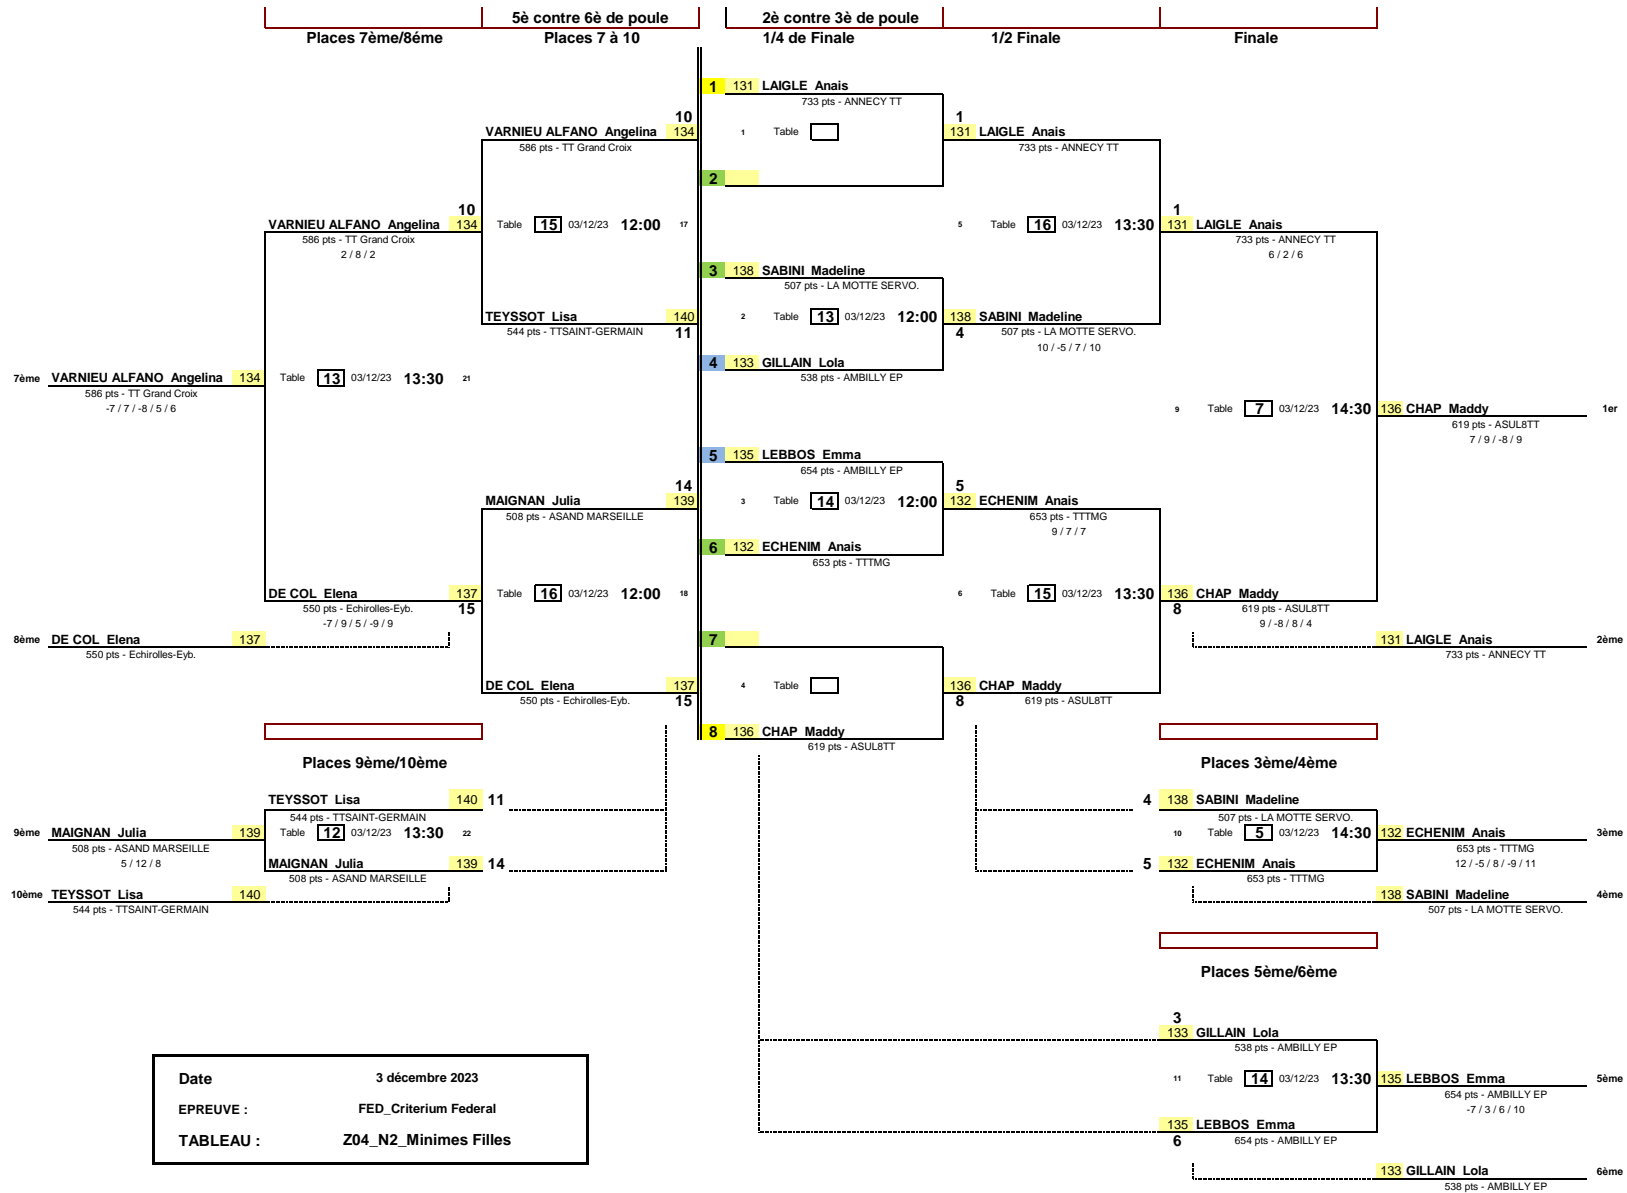 5è contre 6è de poule 2è contre 3è de poule
Places 7ème/8éme Places 7 à 10 1/4 de Finale 1/2 Finale Finale
1 131 LAIGLE Anais
733 pts - ANNECY TT
10 1
VARNIEU ALFANO Angelina 134 1 Table 131 LAIGLE Anais
586 pts - TT Grand Croix 733 pts - ANNECY TT
2
10 1
VARNIEU ALFANO Angelina 134 Table 15 03/12/23 12:00 17 5 Table 16 03/12/23 13:30 131 LAIGLE Anais
586 pts - TT Grand Croix 733 pts - ANNECY TT
2 / 8 / 2 6 / 2 / 6
3 138 SABINI Madeline
507 pts - LA MOTTE SERVO.
TEYSSOT Lisa 140 2 Table 13 03/12/23 12:00 138 SABINI Madeline
544 pts - TTSAINT-GERMAIN 11 4 507 pts - LA MOTTE SERVO.
10 / -5 / 7 / 10
4 133 GILLAIN Lola
538 pts - AMBILLY EP
7ème VARNIEU ALFANO Angelina 134 Table 13 03/12/23 13:30 21
586 pts - TT Grand Croix
-7 / 7 / -8 / 5 / 6
9 Table 7 03/12/23 14:30 136 CHAP Maddy 1er
619 pts - ASUL8TT
7 / 9 / -8 / 9
5 135 LEBBOS Emma
654 pts - AMBILLY EP
14 5
MAIGNAN Julia 139 3 Table 14 03/12/23 12:00 132 ECHENIM Anais
508 pts - ASAND MARSEILLE 653 pts - TTTMG
9 / 7 / 7
6 132 ECHENIM Anais
653 pts - TTTMG
DE COL Elena 137 Table 16 03/12/23 12:00 18 6 Table 15 03/12/23 13:30 136 CHAP Maddy
550 pts - Echirolles-Eyb. 15 8 619 pts - ASUL8TT
-7 / 9 / 5 / -9 / 9 9 / -8 / 8 / 4
8ème DE COL Elena 137 7 131 LAIGLE Anais 2ème
550 pts - Echirolles-Eyb. 733 pts - ANNECY TT
DE COL Elena 137 4 Table 136 CHAP Maddy
550 pts - Echirolles-Eyb. 15 8 619 pts - ASUL8TT
8 136 CHAP Maddy
619 pts - ASUL8TT
Places 9ème/10ème Places 3ème/4ème
TEYSSOT Lisa 140 11 4 138 SABINI Madeline
544 pts - TTSAINT-GERMAIN 507 pts - LA MOTTE SERVO.
9ème MAIGNAN Julia 139 Table 12 03/12/23 13:30 22 10 Table 5 03/12/23 14:30 132 ECHENIM Anais 3ème
508 pts - ASAND MARSEILLE 653 pts - TTTMG
5 / 12 / 8 MAIGNAN Julia 139 14 5 132 ECHENIM Anais 12 / -5 / 8 / -9 / 11
508 pts - ASAND MARSEILLE 653 pts - TTTMG
10ème TEYSSOT Lisa 140 138 SABINI Madeline 4ème
544 pts - TTSAINT-GERMAIN 507 pts - LA MOTTE SERVO.
Places 5ème/6ème
3
133 GILLAIN Lola
538 pts - AMBILLY EP
11 Table 14 03/12/23 13:30 135 LEBBOS Emma 5ème
654 pts - AMBILLY EP
-7 / 3 / 6 / 10
135 LEBBOS Emma
6 654 pts - AMBILLY EP
133 GILLAIN Lola 6ème
538 pts - AMBILLY EP
Date 3 décembre 2023
EPREUVE : FED_Criterium Federal
TABLEAU : Z04_N2_Minimes Filles